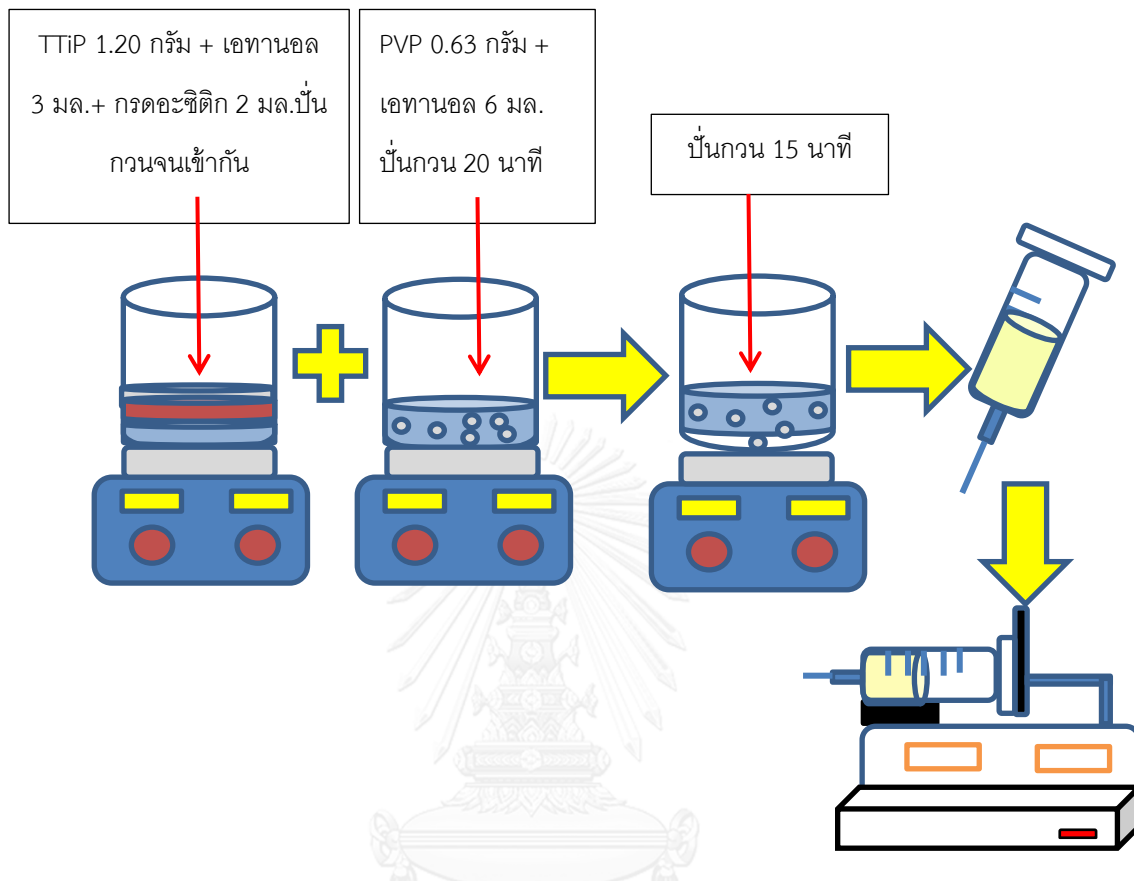 TTiP 1.20 กรัม + เอทานอล
3 มล.+ กรดอะซิติก 2 มล.ปั่น
กวนจนเข้ากัน
PVP 0.63 กรัม +
เอทานอล 6 มล.
ปั่นกวน 20 นาที
ปั่นกวน 15 นาที